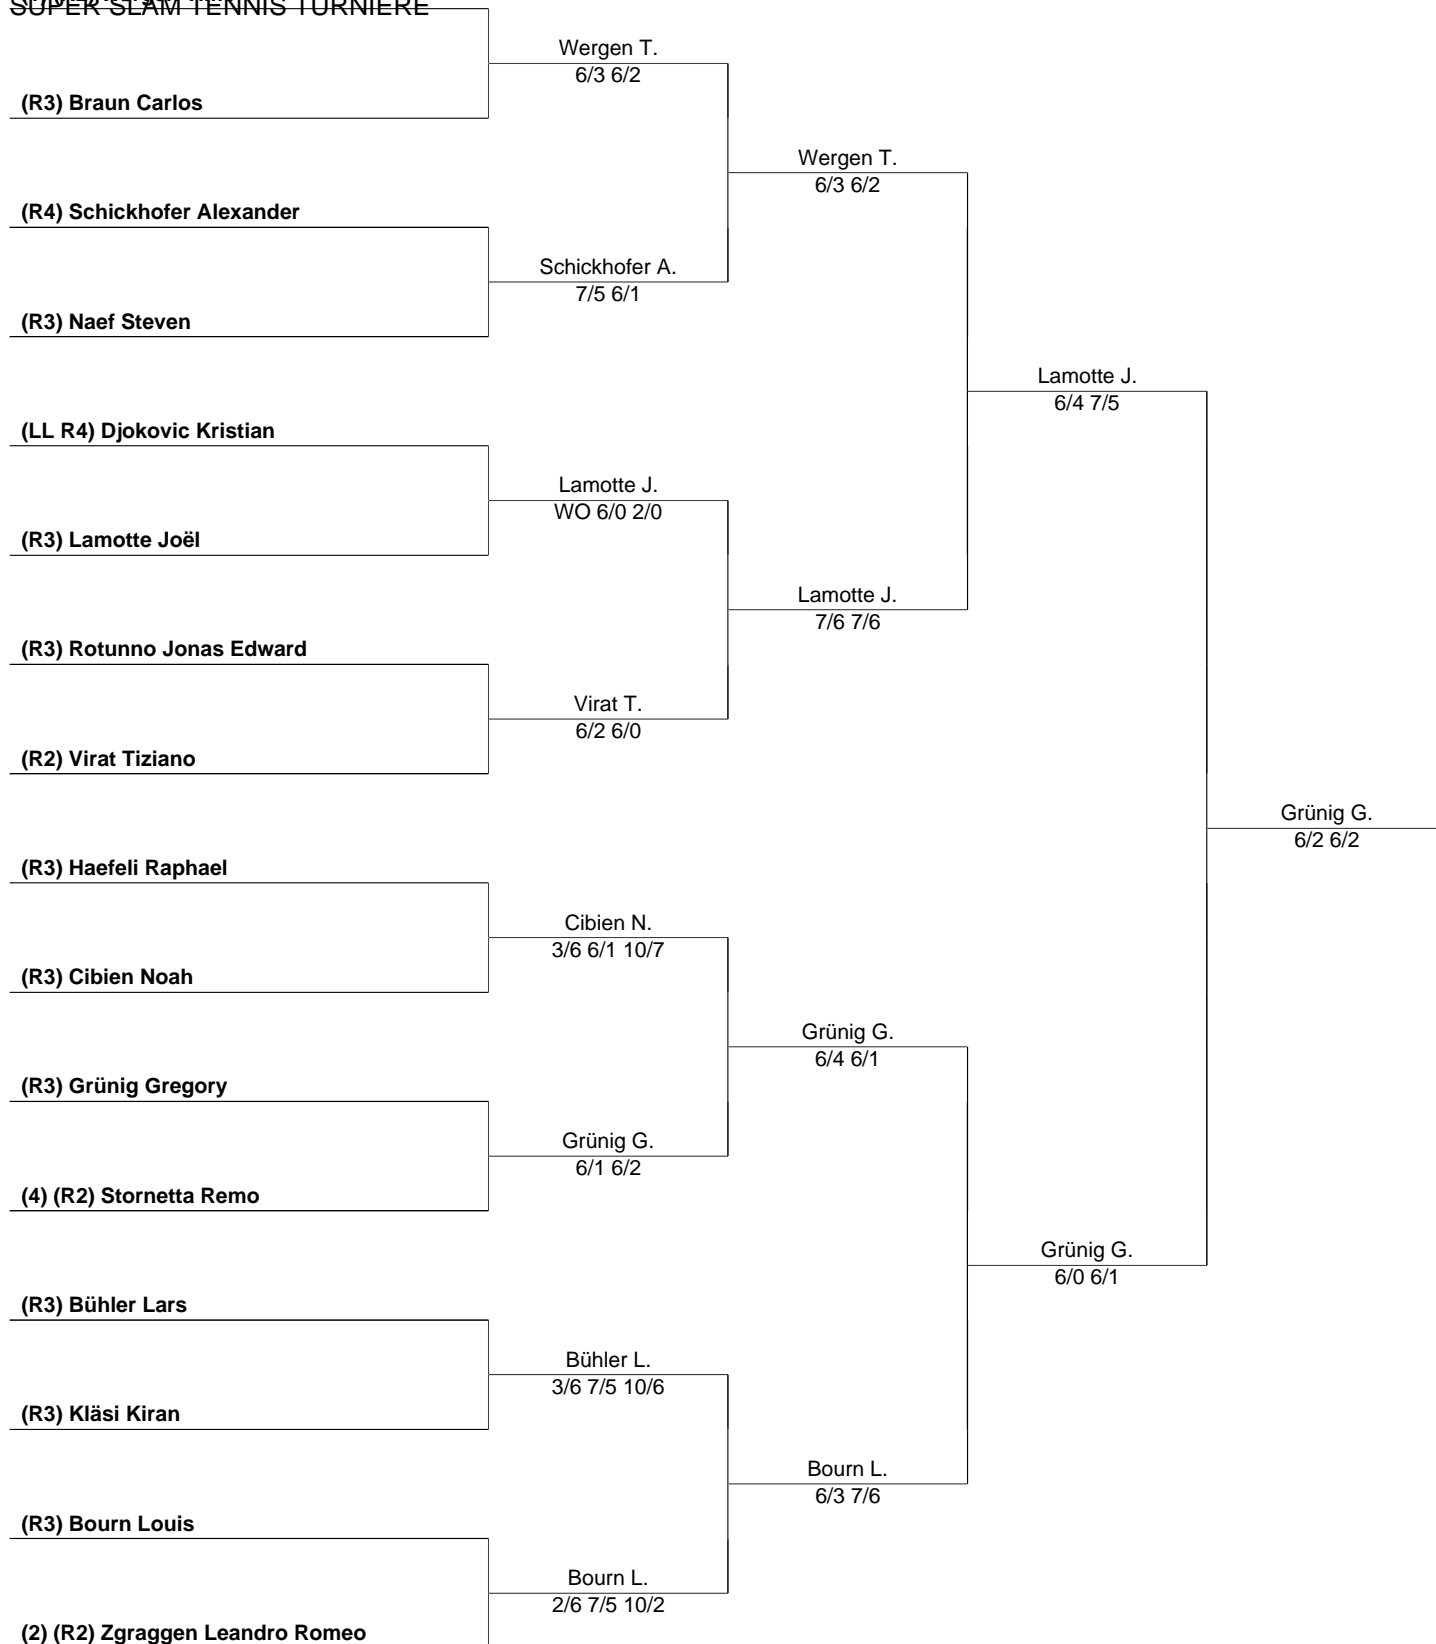 SUPER SLAM TENNIS TURNIERE
Wergen T.
6/3 6/2
(R3) Braun Carlos
Wergen T.
6/3 6/2
(R4) Schickhofer Alexander
Schickhofer A.
7/5 6/1
(R3) Naef Steven
Lamotte J.
6/4 7/5
(LL R4) Djokovic Kristian
Lamotte J.
WO 6/0 2/0
(R3) Lamotte Joël
Lamotte J.
7/6 7/6
(R3) Rotunno Jonas Edward
Virat T.
6/2 6/0
(R2) Virat Tiziano
Grünig G.
6/2 6/2
(R3) Haefeli Raphael
Cibien N.
3/6 6/1 10/7
(R3) Cibien Noah
Grünig G.
6/4 6/1
(R3) Grünig Gregory
Grünig G.
6/1 6/2
(4) (R2) Stornetta Remo
Grünig G.
6/0 6/1
(R3) Bühler Lars
Bühler L.
3/6 7/5 10/6
(R3) Kläsi Kiran
Bourn L.
6/3 7/6
(R3) Bourn Louis
Bourn L.
2/6 7/5 10/2
(2) (R2) Zgraggen Leandro Romeo